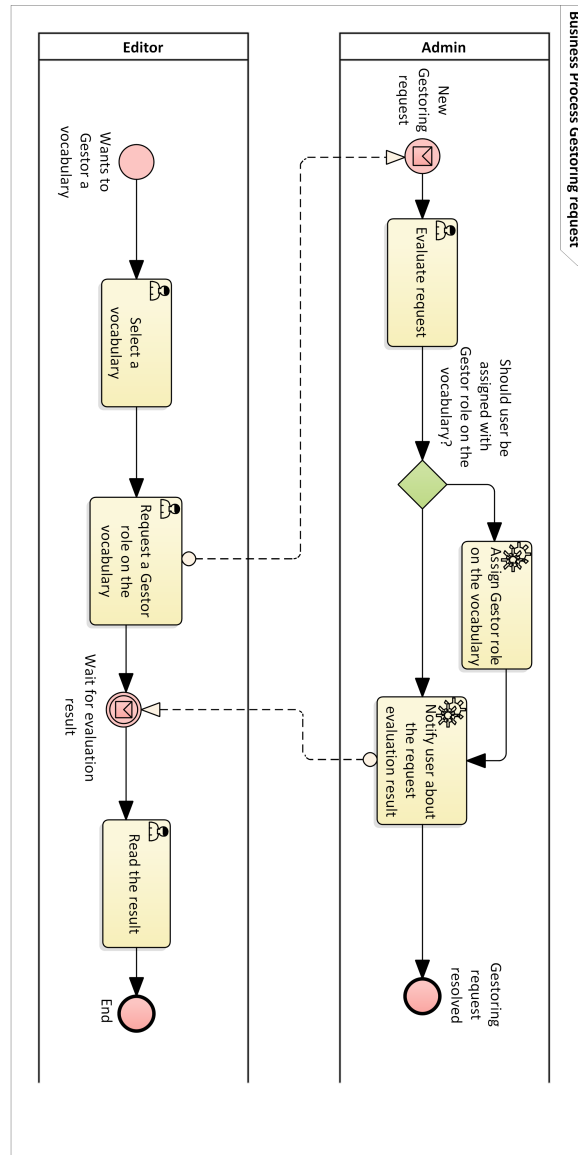 Business Process Gestoring request
Editor
Admin
New
Gestoring
request
Evaluate request
Should user be
assigned with
Gestor role on the
vocabulary?
Assign Gestor role
on the vocabulary
Notify user about
the request
evaluation result
Gestoring
request
resolved
Wants to
Gestor a
vocabulary
Select a
vocabulary
Request a Gestor
role on the
vocabulary
Wait for evaluation
result
Read the result
End